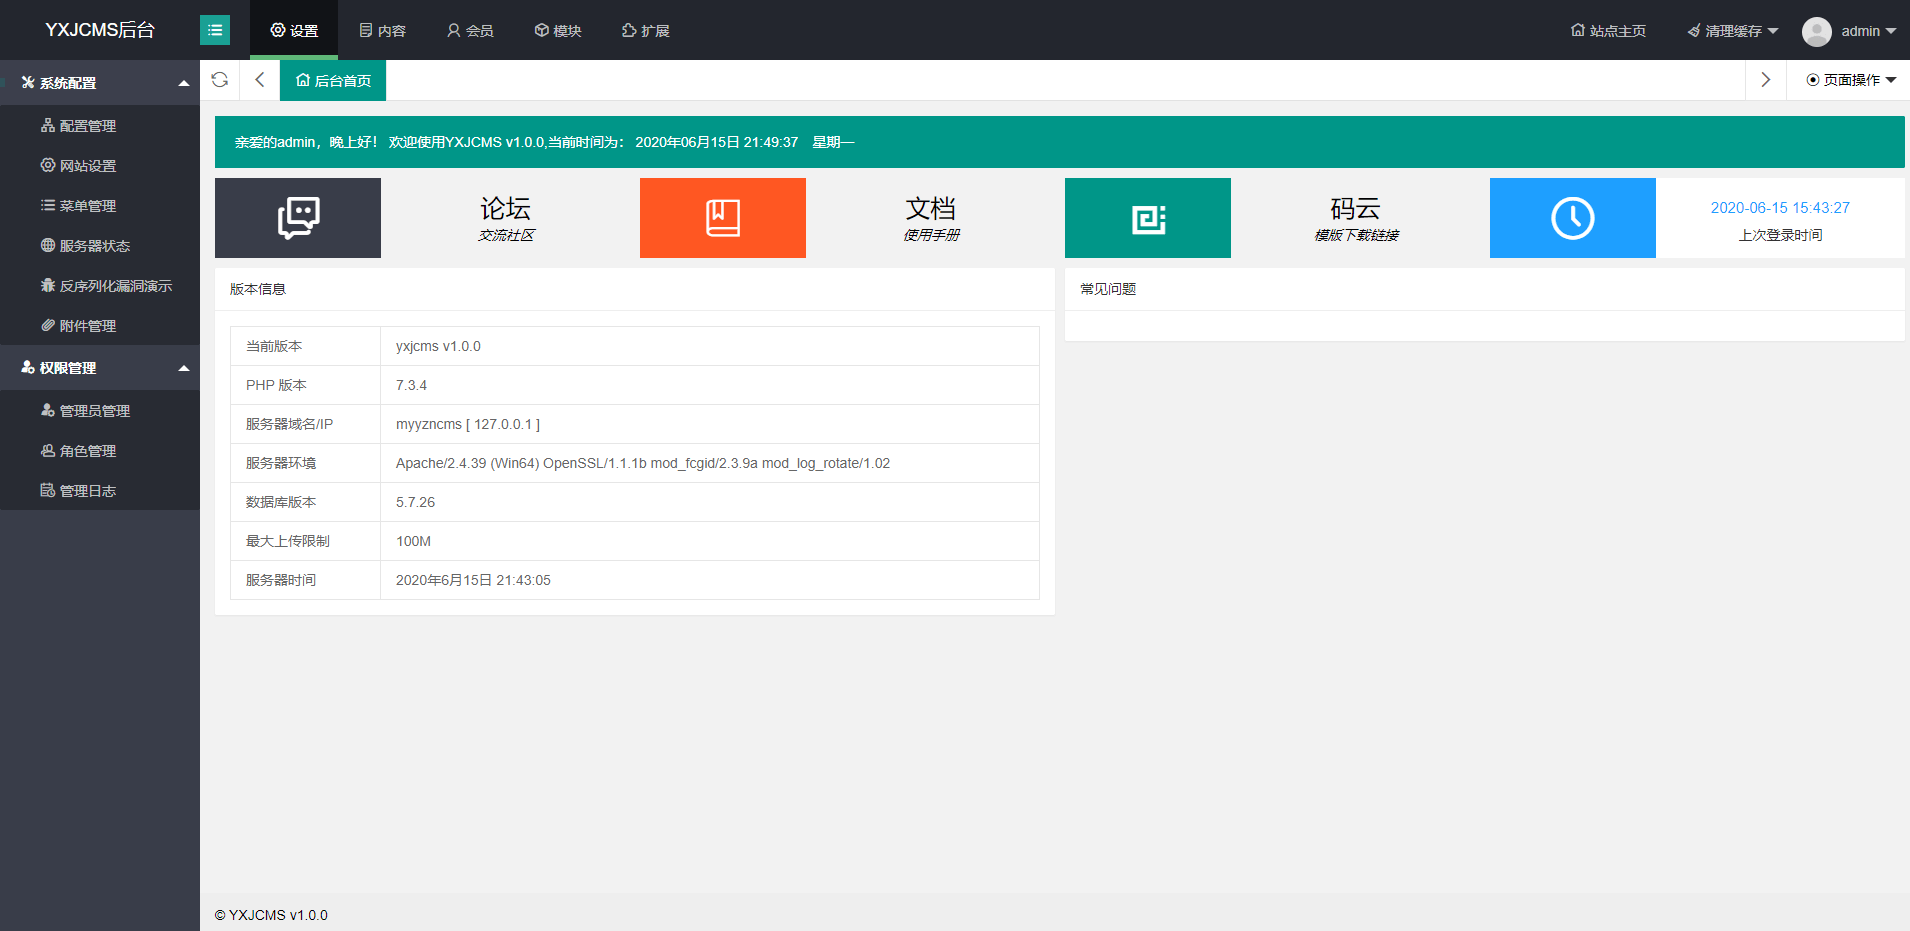 YXJCMS后台
设置
内容
会员
模块
扩展
站点主页
清理缓存
admin
系统配置
配置管理
网站设置
菜单管理
服务器状态
反序列化漏洞演示
附件管理
权限管理
管理员管理
角色管理
管理日志
后台首页
页面操作
亲爱的admin，晚上好！ 欢迎使用YXJCMS v1.0.0,当前时间为： 2020年06月15日 21:49:37 星期一
论坛
交流社区
文档
使用手册
码云
模版下载链接
2020-06-15 15:43:27
上次登录时间
版本信息
当前版本 yxjcms v1.0.0
PHP 版本 7.3.4
服务器域名/IP myyzncms [ 127.0.0.1 ]
服务器环境 Apache/2.4.39 (Win64) OpenSSL/1.1.1b mod_fcgid/2.3.9a mod_log_rotate/1.02
数据库版本 5.7.26
最大上传限制 100M
服务器时间 2020年6月15日 21:43:05
常见问题
© YXJCMS v1.0.0